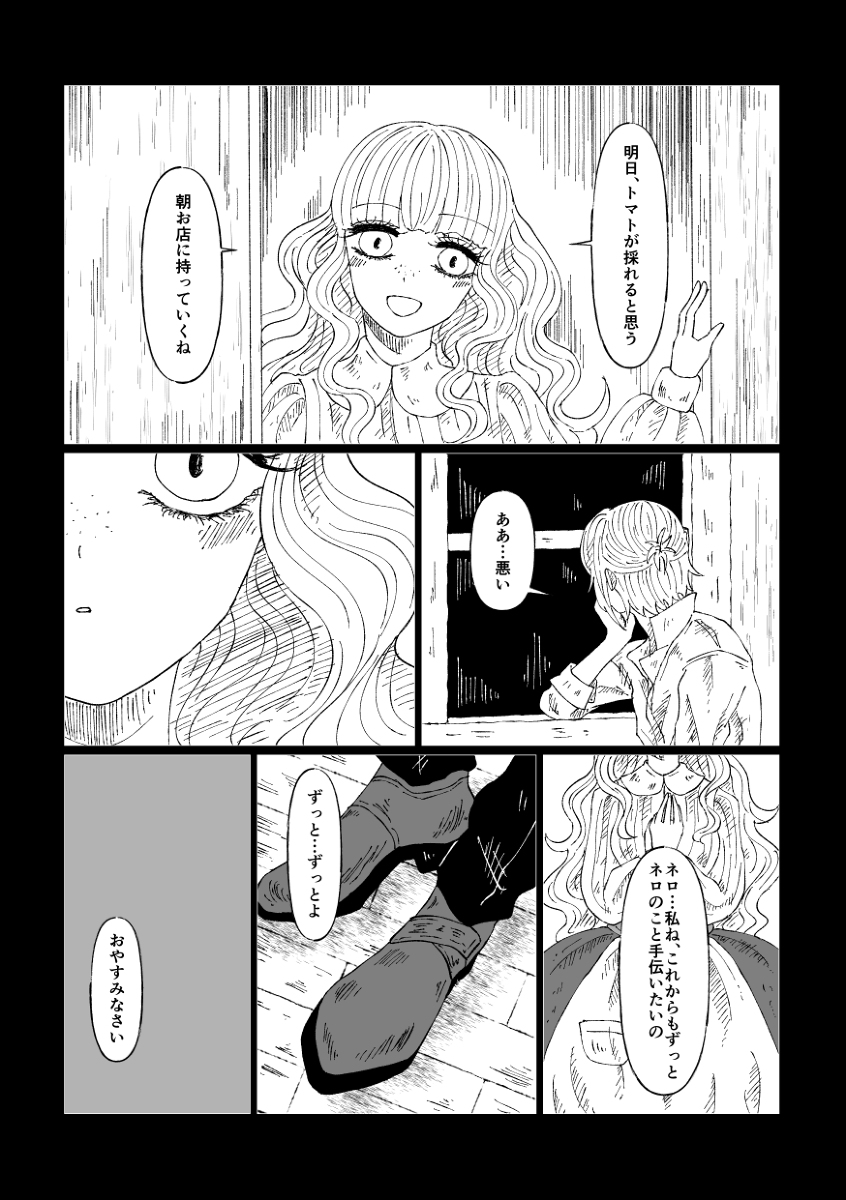 明日、トマトが採れると思う
朝お店に持っていくね
ああ…悪い
ネロ…私ね、これからもずっと
ネロのこと手伝いたいの
ずっと…ずっとよ
おやすみなさい